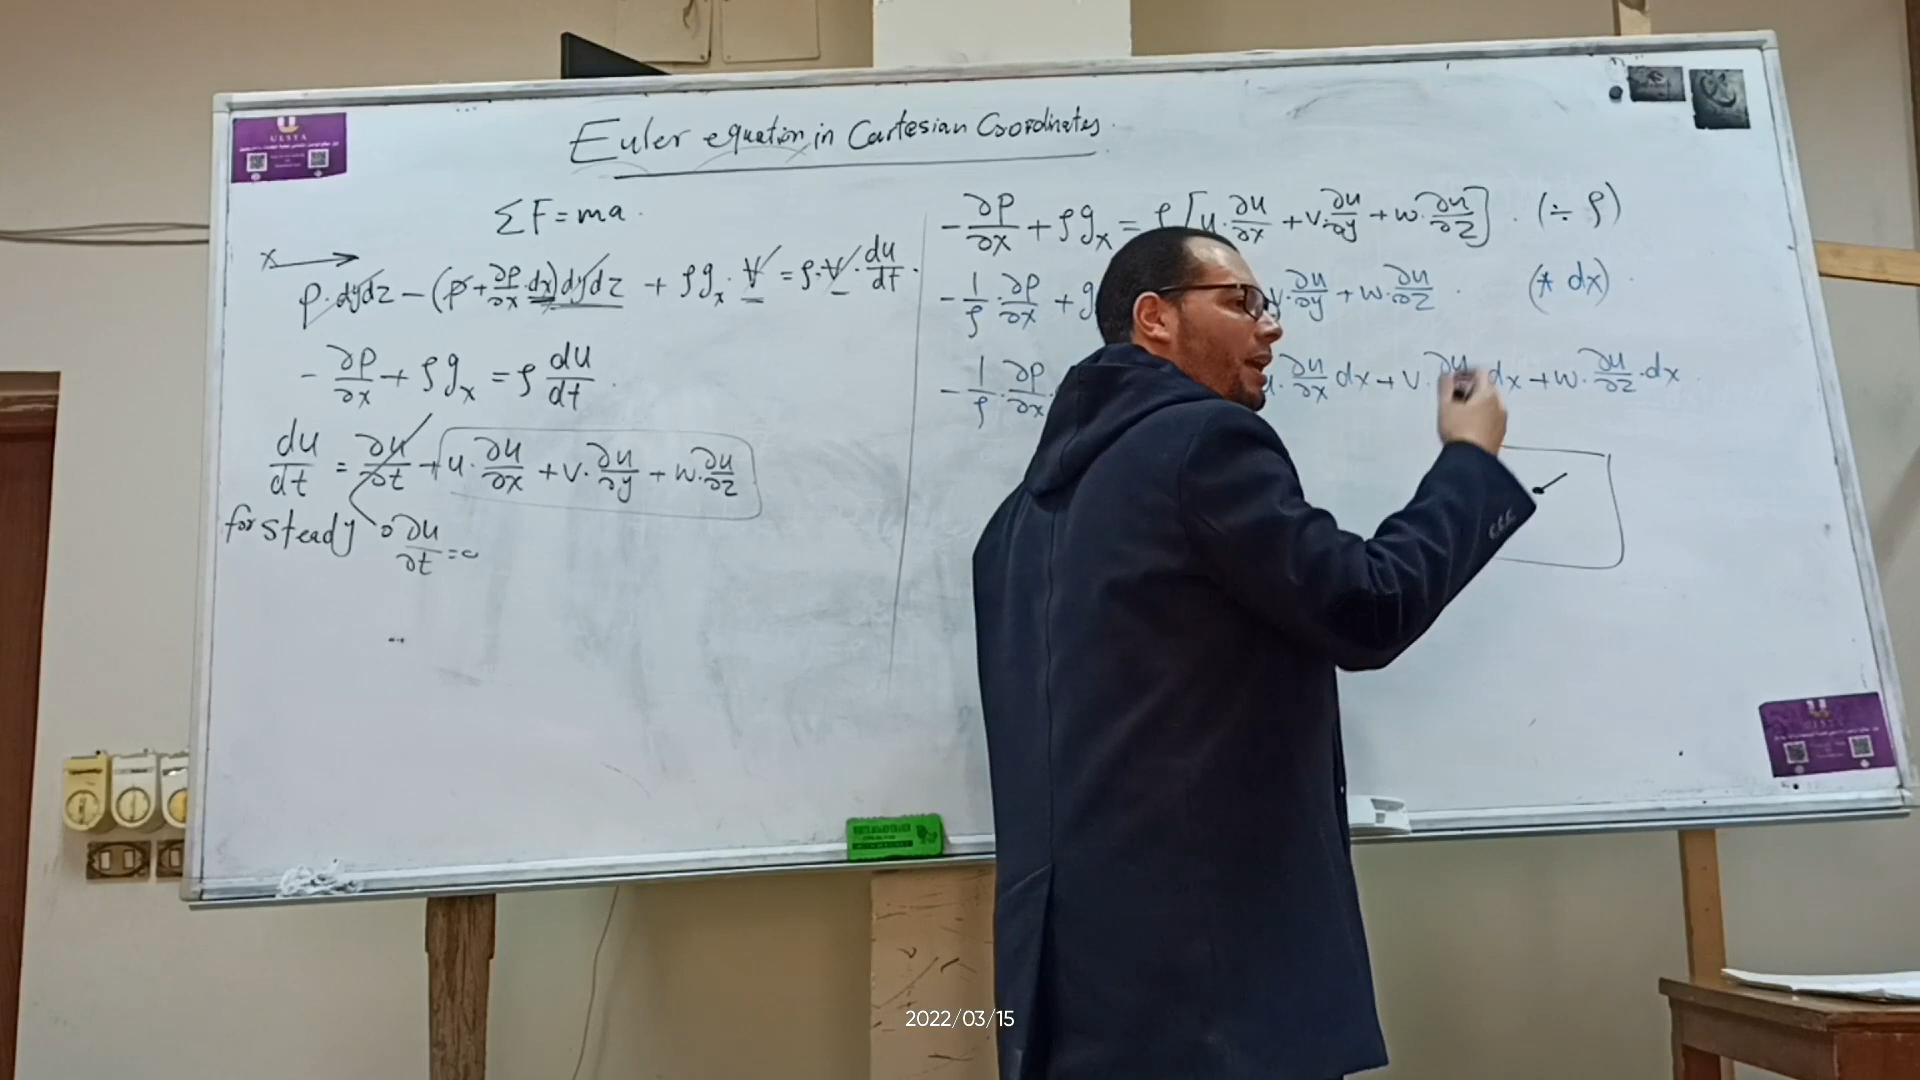 Euler equation in Cartesian Coordinates.
ΣF = ma.
x →
P·dydz − (P + ∂P/∂x · dx) dydz + ρg_x · V = ρ·V· du/dt.
− ∂P/∂x + ρg_x = ρ du/dt.
du/dt = ∂u/∂t + u·∂u/∂x + v·∂u/∂y + w·∂u/∂z
for steady ∘ ∂u/∂t = 0
− ∂P/∂x + ρg_x = ρ[u·∂u/∂x + v·∂u/∂y + w·∂u/∂z]. (÷ ρ)
− 1/ρ · ∂P/∂x + g v·∂u/∂y + w·∂u/∂z. (* dx).
− 1/ρ · ∂P/∂x · u·∂u/∂x dx + v·∂u dx + w·∂u/∂z·dx
ULSTA
2022/03/15